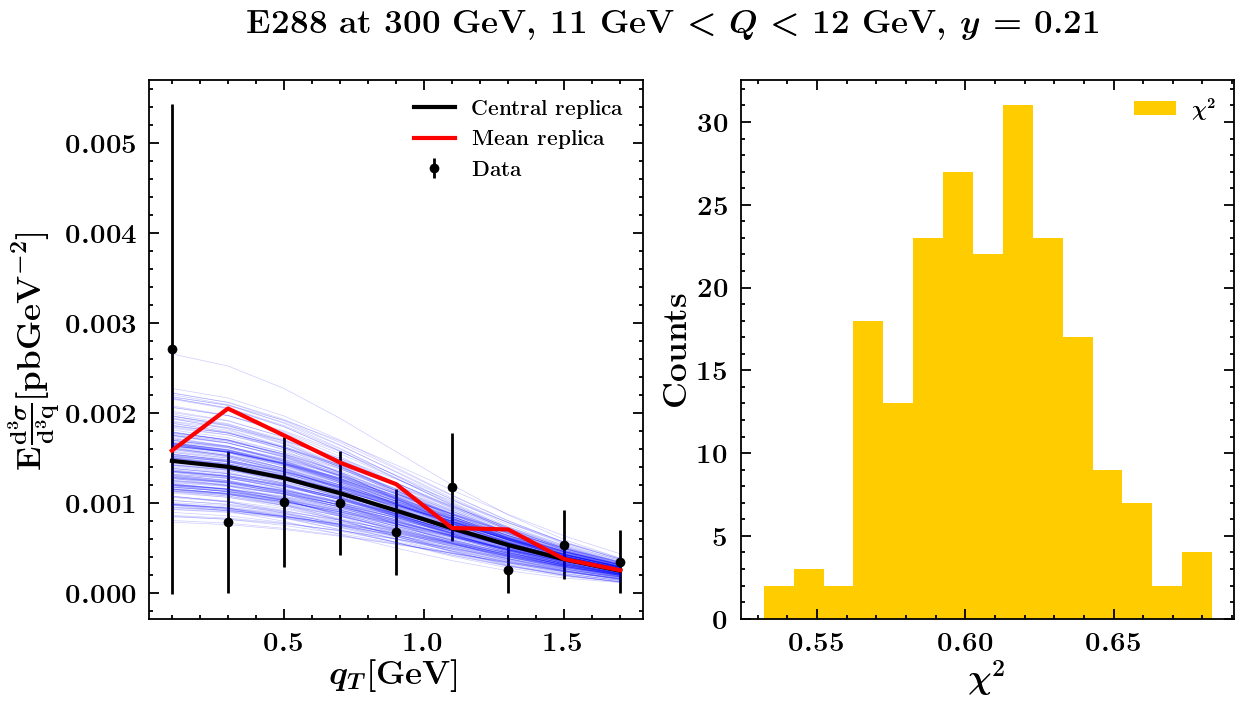 E288 at 300 GeV, 11 GeV < Q < 12 GeV, y = 0.21
Central replica
Mean replica
Data
0.005
0.004
0.003
0.002
0.001
0.000
E d³σ/d³q [pbGeV⁻²]
0.5 1.0 1.5
q_T[GeV]
χ²
30
25
20
15
10
5
0
Counts
0.55 0.60 0.65
χ²